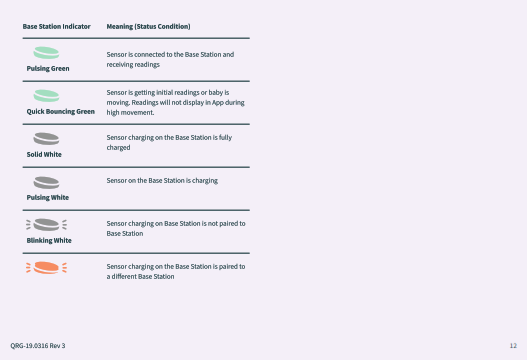 Base Station Indicator
Meaning (Status Condition)
Pulsing Green
Sensor is connected to the Base Station and
receiving readings
Quick Bouncing Green
Sensor is getting initial readings or baby is
moving. Readings will not display in App during
high movement.
Solid White
Sensor charging on the Base Station is fully
charged
Pulsing White
Sensor on the Base Station is charging
Blinking White
Sensor charging on Base Station is not paired to
Base Station
Sensor charging on the Base Station is paired to
a different Base Station
QRG-19.0316 Rev 3
12